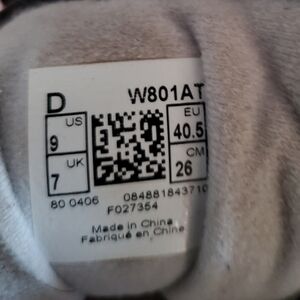 D W801AT
US 9 EU 40.5
UK 7 CM 26
80 0406 084881843710
F027354
Made in China
Fabriqué en Chine